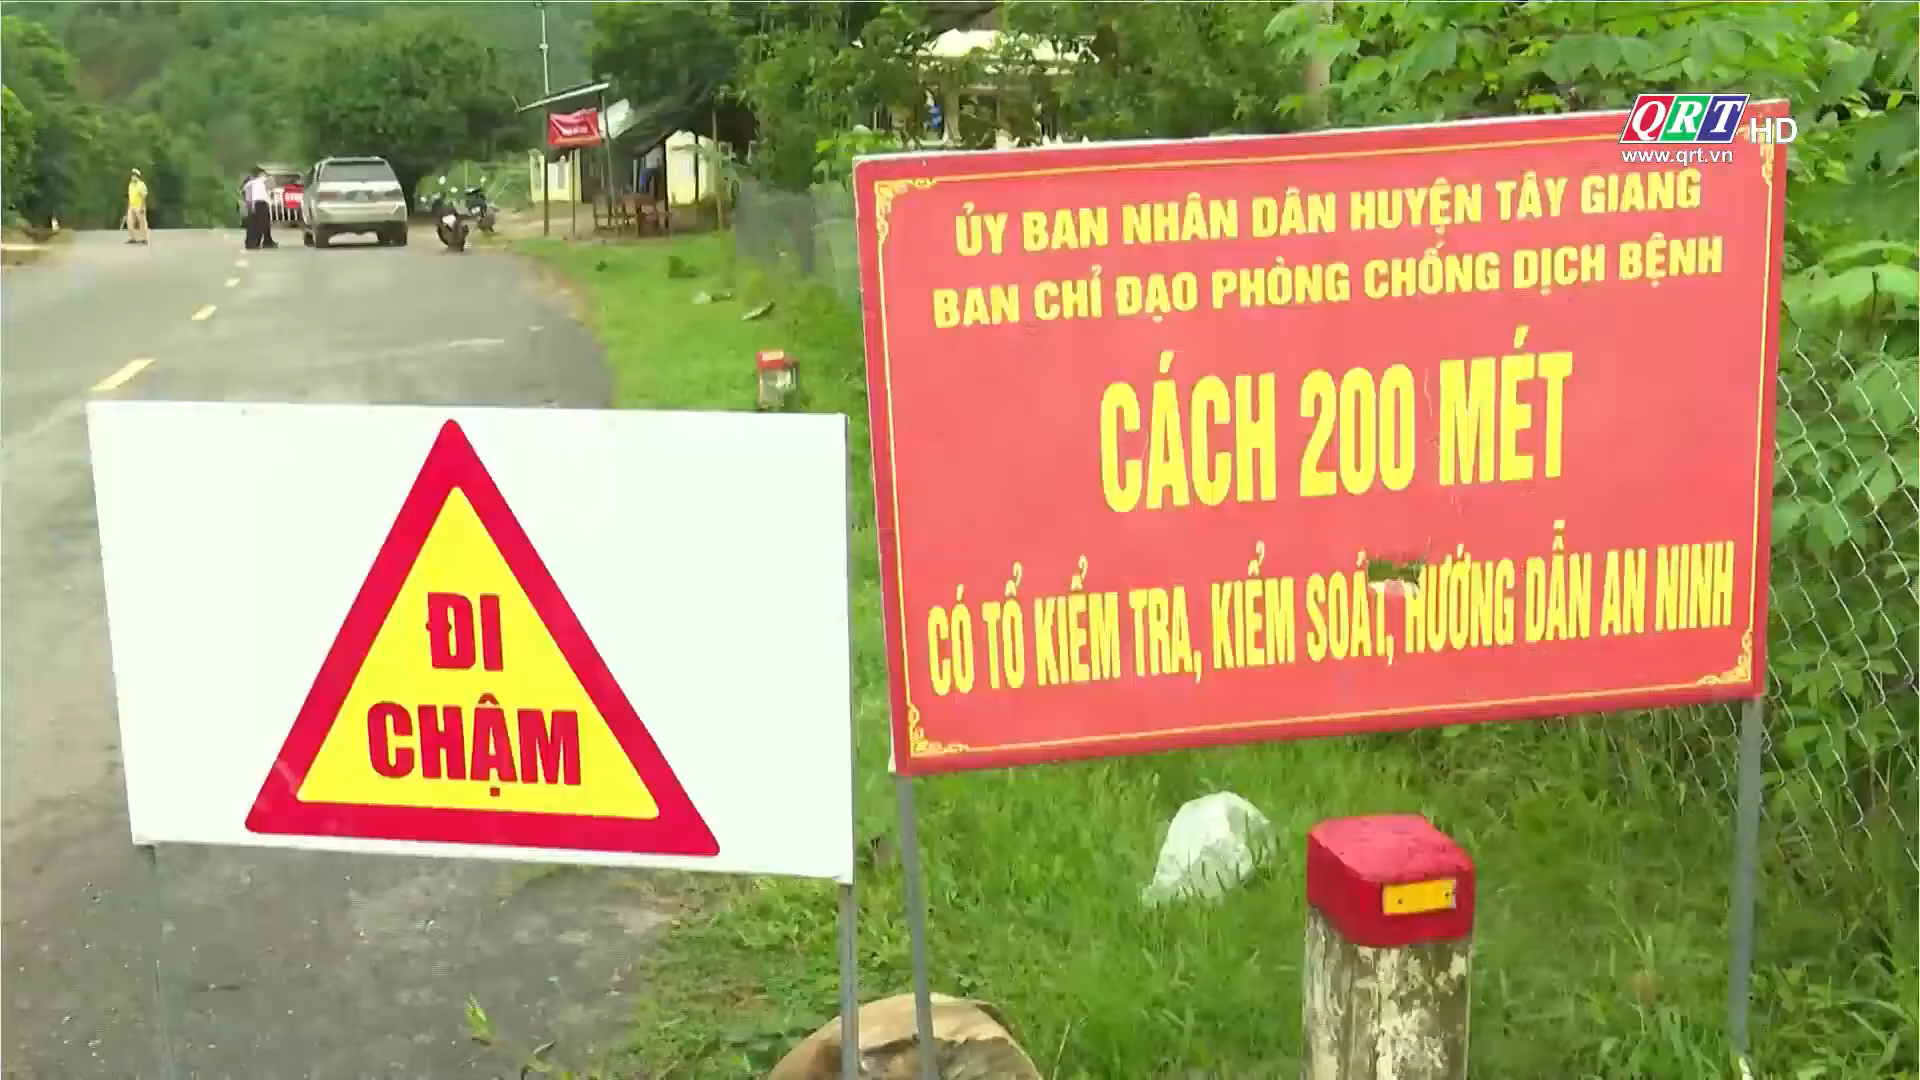 QRT HD
www.qrt.vn
ỦY BAN NHÂN DÂN HUYỆN TÂY GIANG
BAN CHỈ ĐẠO PHÒNG CHỐNG DỊCH BỆNH
CÁCH 200 MÉT
CÓ TỔ KIỂM TRA, KIỂM SOÁT, HƯỚNG DẪN AN NINH
ĐI
CHẬM